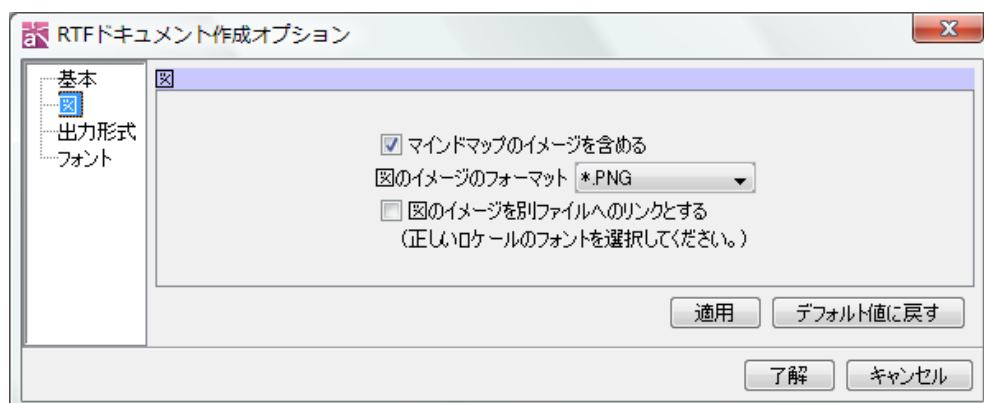 RTFドキュメント作成オプション
基本
図
出力形式
フォント
図
マインドマップのイメージを含める
図のイメージのフォーマット *.PNG
図のイメージを別ファイルへのリンクとする
(正しいロケールのフォントを選択してください。)
適用 デフォルト値に戻す
了解 キャンセル